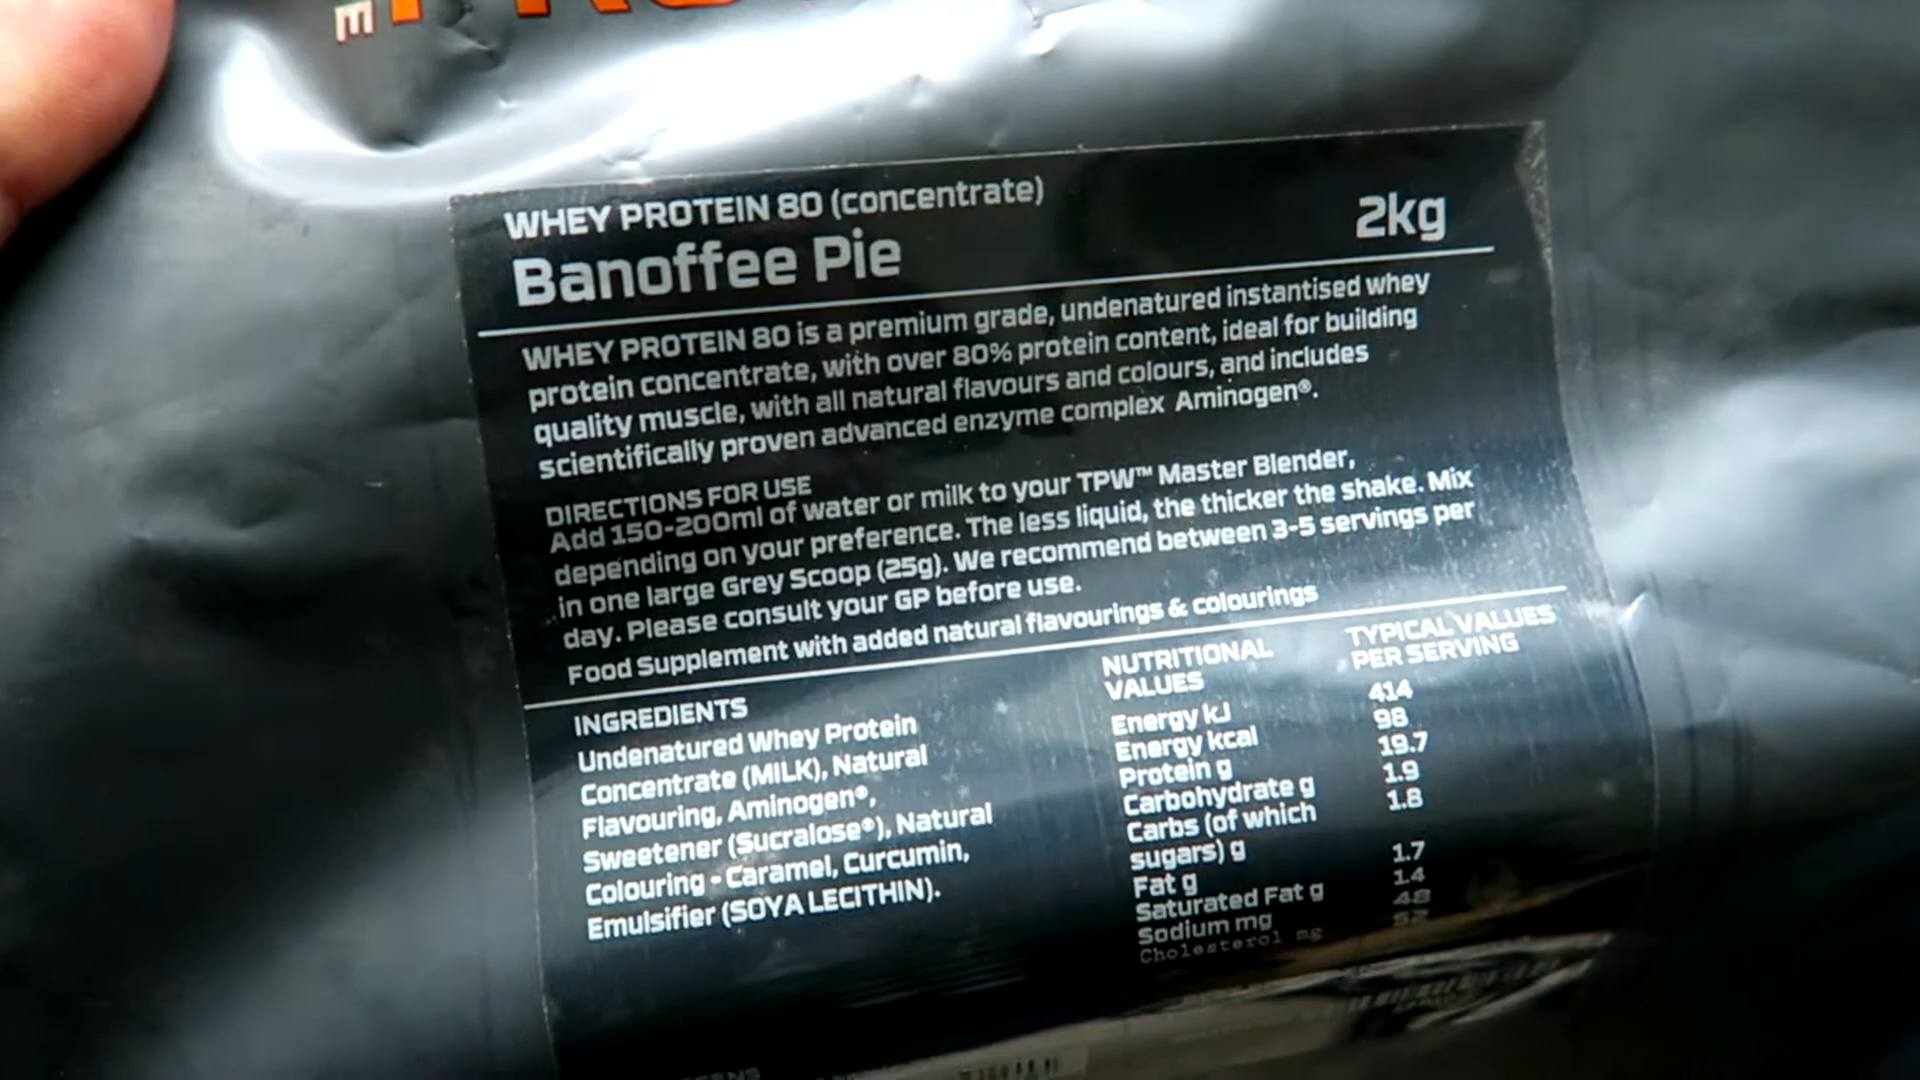 WHEY PROTEIN 80 (concentrate)
Banoffee Pie
2kg
WHEY PROTEIN 80 is a premium grade, undenatured instantised whey
protein concentrate, with over 80% protein content, ideal for building
quality muscle, with all natural flavours and colours, and includes
scientifically proven advanced enzyme complex Aminogen®.
DIRECTIONS FOR USE
Add 150-200ml of water or milk to your TPW™ Master Blender,
depending on your preference. The less liquid, the thicker the shake. Mix
in one large Grey Scoop (25g). We recommend between 3-5 servings per
day. Please consult your GP before use.
Food Supplement with added natural flavourings & colourings
INGREDIENTS
Undenatured Whey Protein
Concentrate (MILK), Natural
Flavouring, Aminogen®,
Sweetener (Sucralose®), Natural
Colouring - Caramel, Curcumin,
Emulsifier (SOYA LECITHIN).
NUTRITIONAL
VALUES
Energy kJ
Energy kcal
Protein g
Carbohydrate g
Carbs (of which
sugars) g
Fat g
Saturated Fat g
Sodium mg
Cholesterol mg
TYPICAL VALUES
PER SERVING
414
98
19.7
1.9
1.8
1.7
1.4
48
52